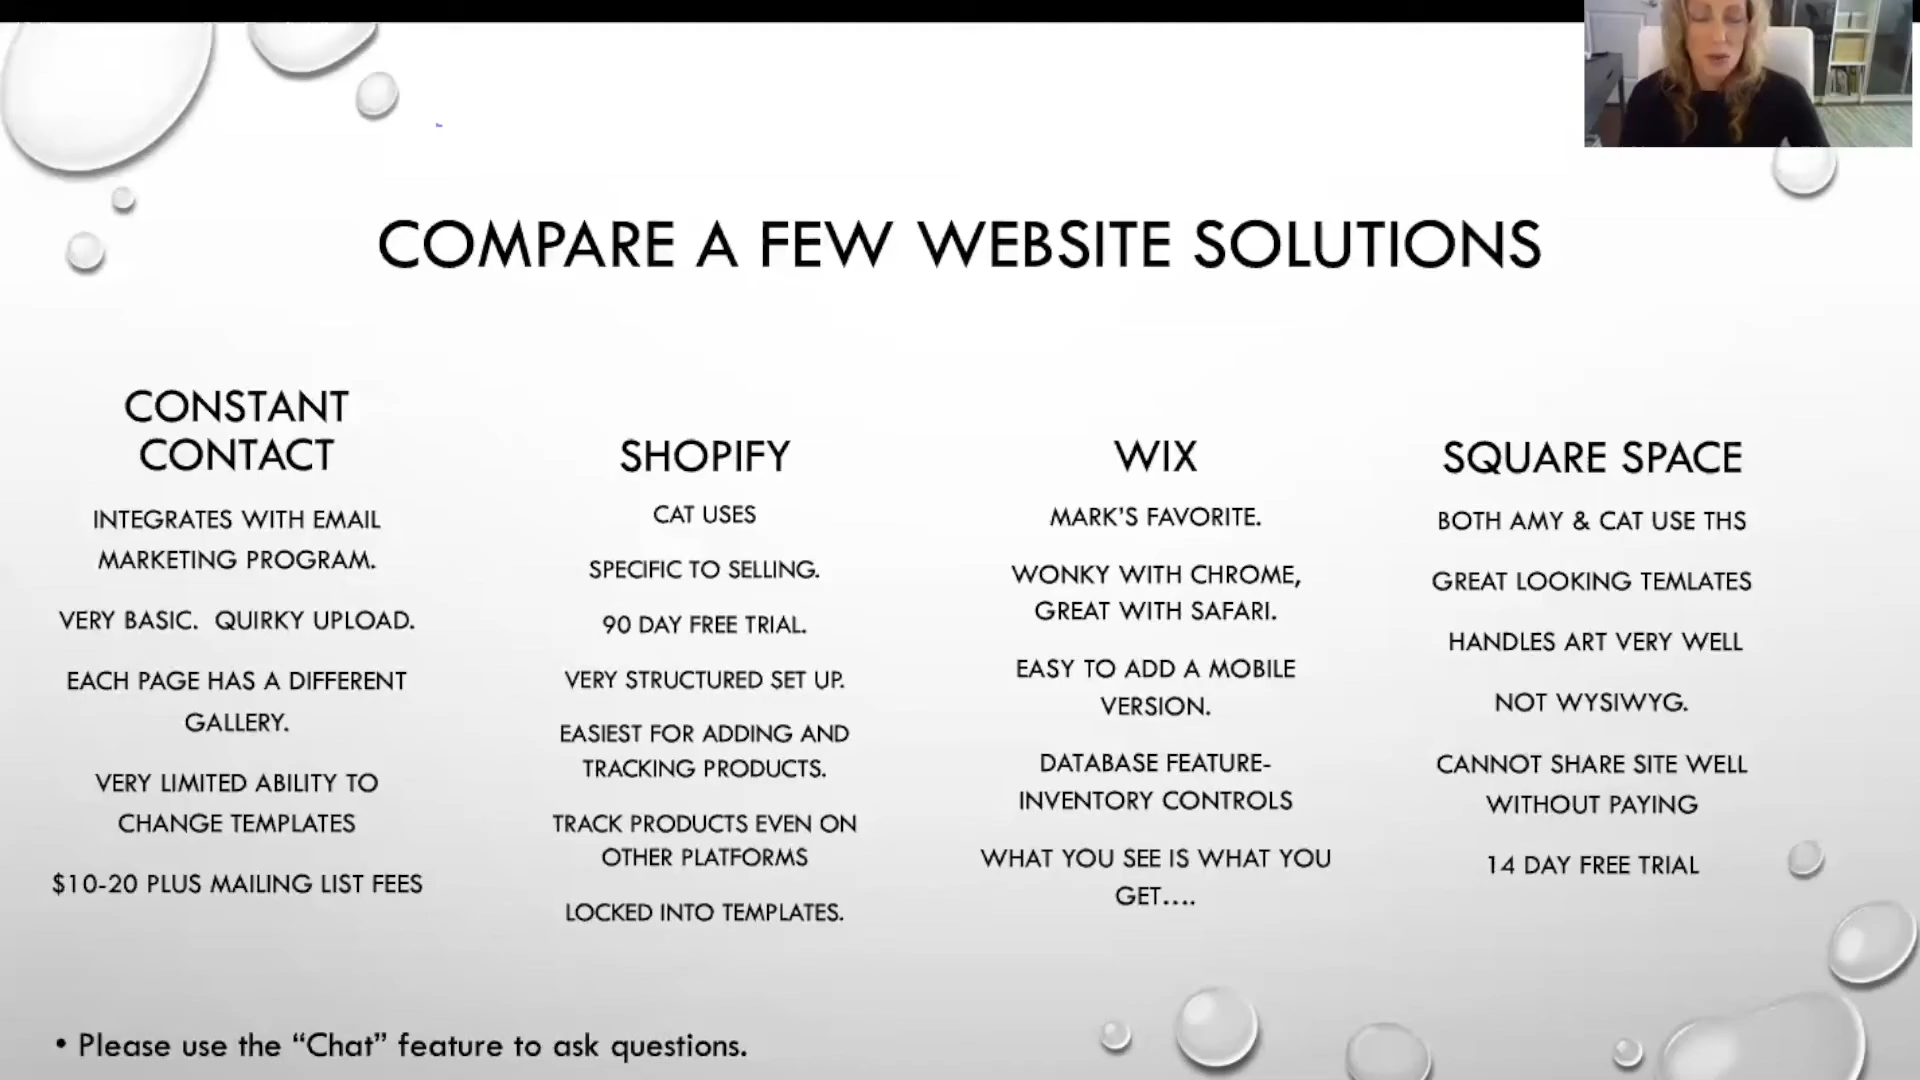 COMPARE A FEW WEBSITE SOLUTIONS
CONSTANT
CONTACT
INTEGRATES WITH EMAIL
MARKETING PROGRAM.
VERY BASIC. QUIRKY UPLOAD.
EACH PAGE HAS A DIFFERENT
GALLERY.
VERY LIMITED ABILITY TO
CHANGE TEMPLATES
$10-20 PLUS MAILING LIST FEES
SHOPIFY
CAT USES
SPECIFIC TO SELLING.
90 DAY FREE TRIAL.
VERY STRUCTURED SET UP.
EASIEST FOR ADDING AND
TRACKING PRODUCTS.
TRACK PRODUCTS EVEN ON
OTHER PLATFORMS
LOCKED INTO TEMPLATES.
WIX
MARK'S FAVORITE.
WONKY WITH CHROME,
GREAT WITH SAFARI.
EASY TO ADD A MOBILE
VERSION.
DATABASE FEATURE-
INVENTORY CONTROLS
WHAT YOU SEE IS WHAT YOU
GET....
SQUARE SPACE
BOTH AMY & CAT USE THS
GREAT LOOKING TEMLATES
HANDLES ART VERY WELL
NOT WYSIWYG.
CANNOT SHARE SITE WELL
WITHOUT PAYING
14 DAY FREE TRIAL
• Please use the “Chat” feature to ask questions.